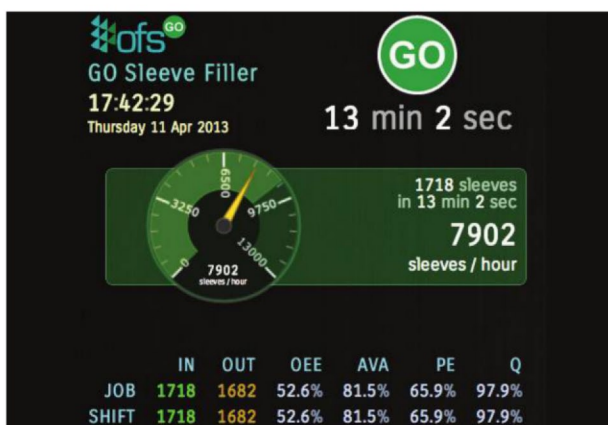 ofs GO
GO Sleeve Filler
17:42:29
Thursday 11 Apr 2013
GO
13 min 2 sec
0
3250
6500
9750
13000
7902
sleeves / hour
1718 sleeves
in 13 min 2 sec
7902
sleeves / hour
IN OUT OEE AVA PE Q
JOB 1718 1682 52.6% 81.5% 65.9% 97.9%
SHIFT 1718 1682 52.6% 81.5% 65.9% 97.9%